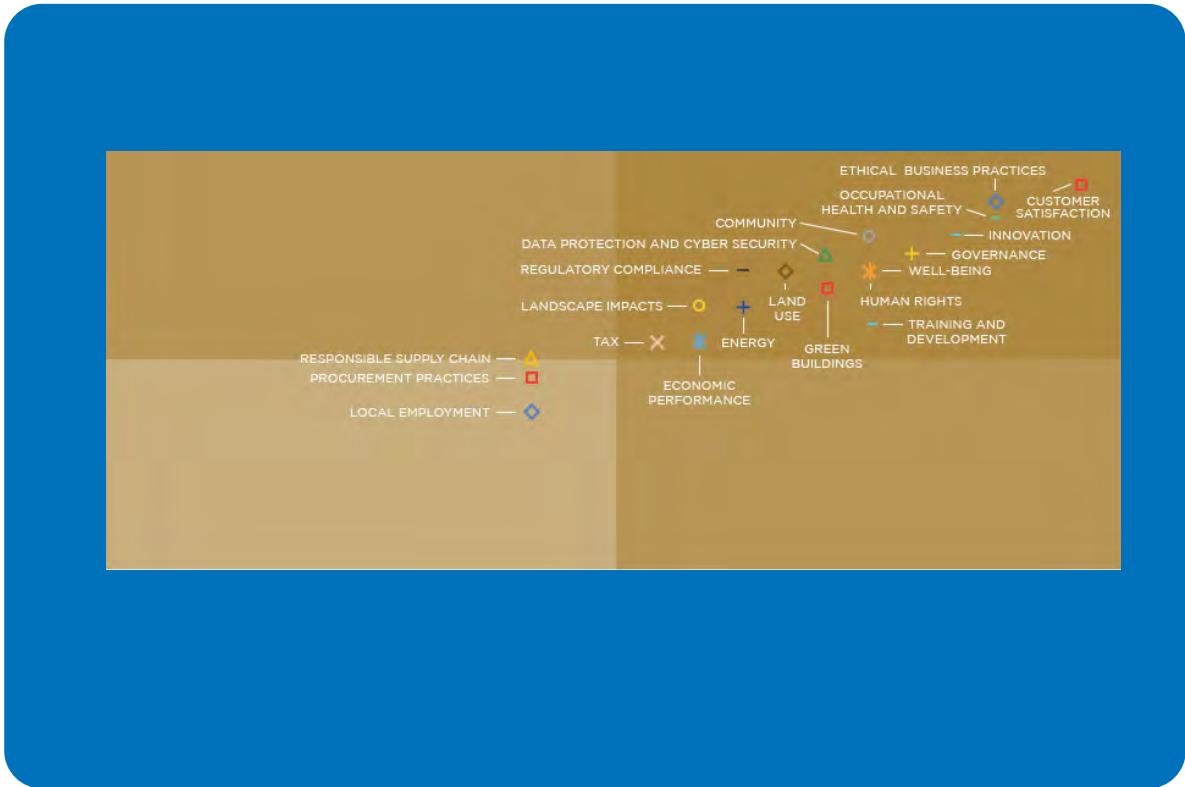 ETHICAL BUSINESS PRACTICES
OCCUPATIONAL
HEALTH AND SAFETY
CUSTOMER
SATISFACTION
COMMUNITY
INNOVATION
DATA PROTECTION AND CYBER SECURITY
GOVERNANCE
REGULATORY COMPLIANCE
WELL-BEING
LAND
USE
HUMAN RIGHTS
LANDSCAPE IMPACTS
TRAINING AND
DEVELOPMENT
TAX
ENERGY
GREEN
BUILDINGS
RESPONSIBLE SUPPLY CHAIN
PROCUREMENT PRACTICES
ECONOMIC
PERFORMANCE
LOCAL EMPLOYMENT